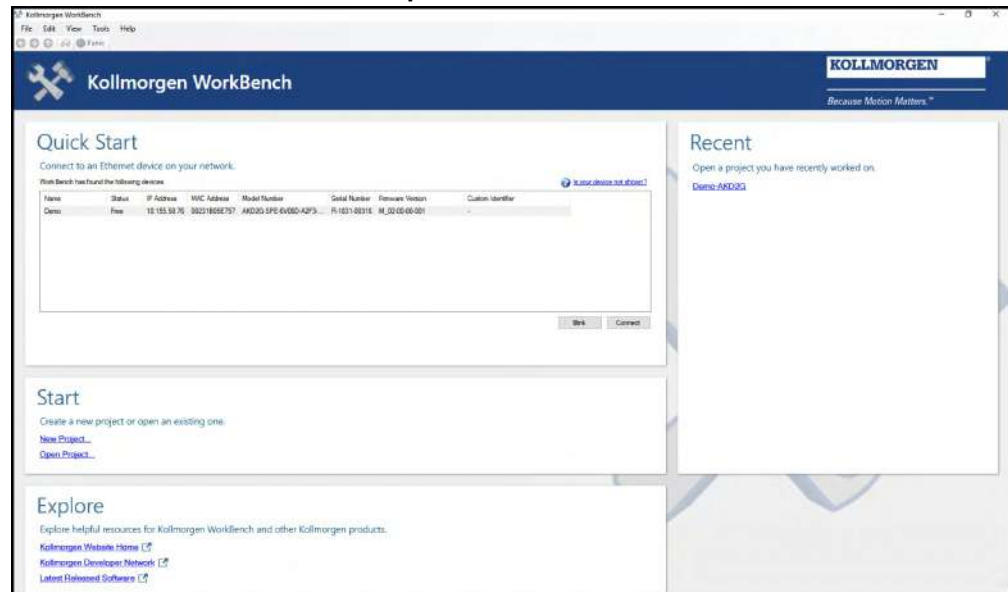 Kollmorgen WorkBench
File Edit View Tools Help
Panic
Kollmorgen WorkBench
KOLLMORGEN
Because Motion Matters.™
Quick Start
Connect to an Ethernet device on your network.
WorkBench has found the following devices
Is your device not shown?
Name Status IP Address MAC Address Model Number Serial Number Firmware Version Custom Identifier
Demo Free M_02-00-06-001 -
Blink Connect
Recent
Open a project you have recently worked on.
Demo-AKD2G
Start
Create a new project or open an existing one.
New Project...
Open Project...
Explore
Explore helpful resources for Kollmorgen WorkBench and other Kollmorgen products.
Kollmorgen Website Home
Kollmorgen Developer Network
Latest Released Software